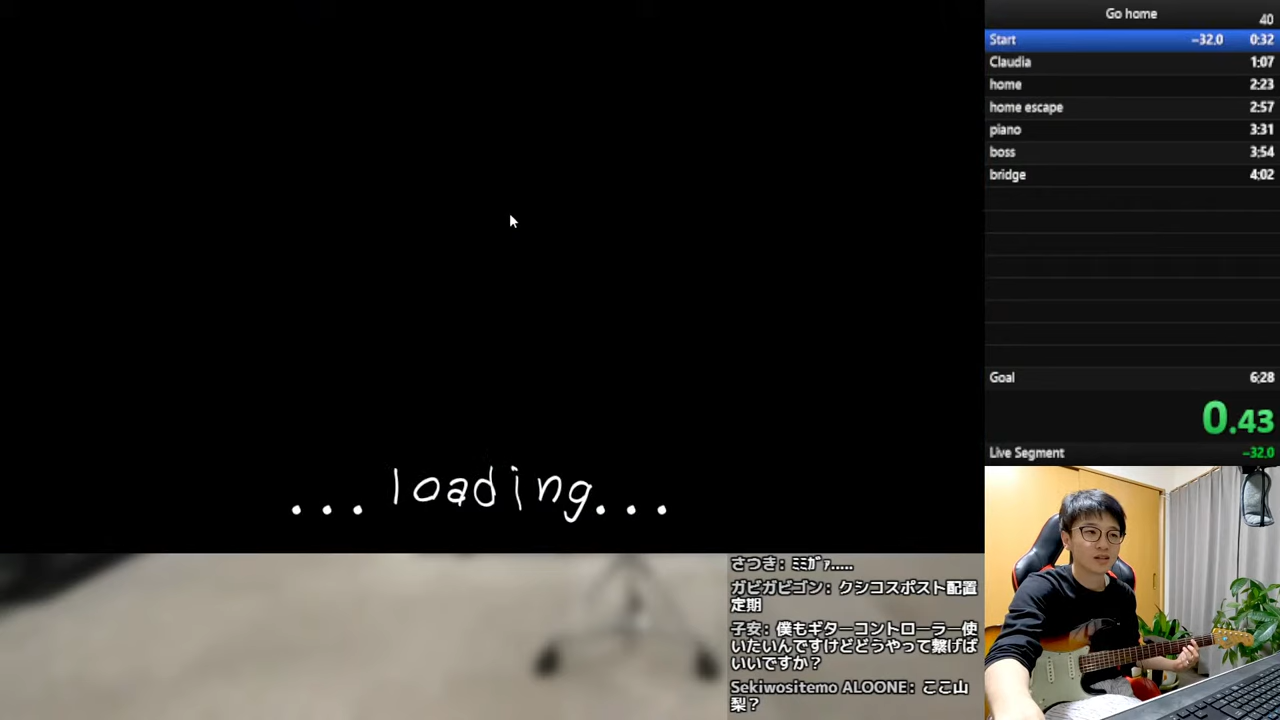 Go home
40
Start -32.0 0:32
Claudia 1:07
home 2:23
home escape 2:57
piano 3:31
boss 3:54
bridge 4:02
Goal 6:28
0.43
Live Segment -32.0
...loading...
さつき: ﾐﾐｶﾞｧ.....
ガビガビゴン: クシコスポスト配置
定期
子安: 僕もギターコントローラー使
いたいんですけどどうやって繋げば
いいですか？
Sekiwositemo ALOONE: ここ山
梨？